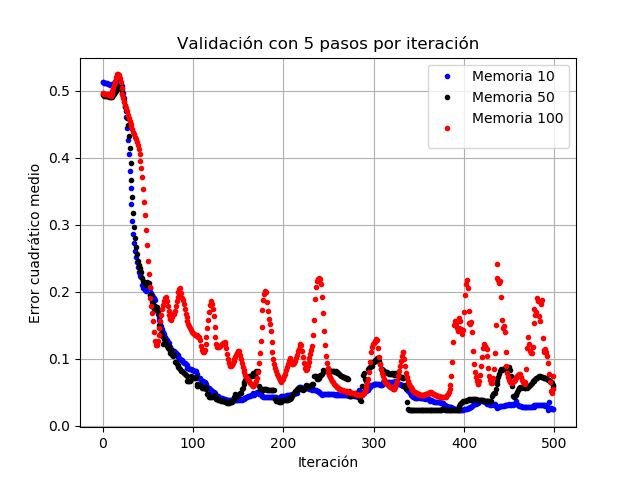 Validación con 5 pasos por iteración
Memoria 10
Memoria 50
Memoria 100
Error cuadrático medio
0.5
0.4
0.3
0.2
0.1
0.0
0
100
200
300
400
500
Iteración